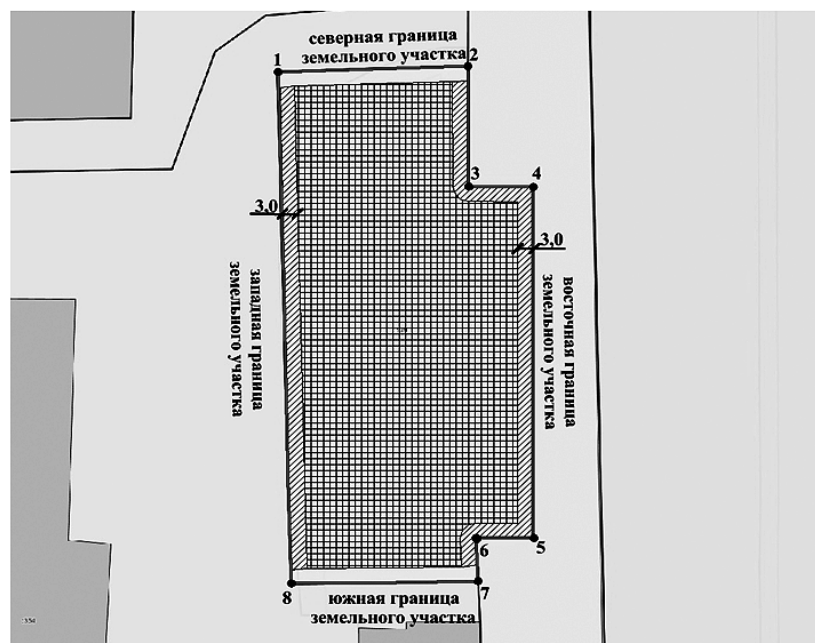 северная граница
земельного участка
1
2
3
4
3,0
3,0
западная граница
земельного участка
восточная граница
земельного участка
6
5
8
7
южная граница
земельного участка